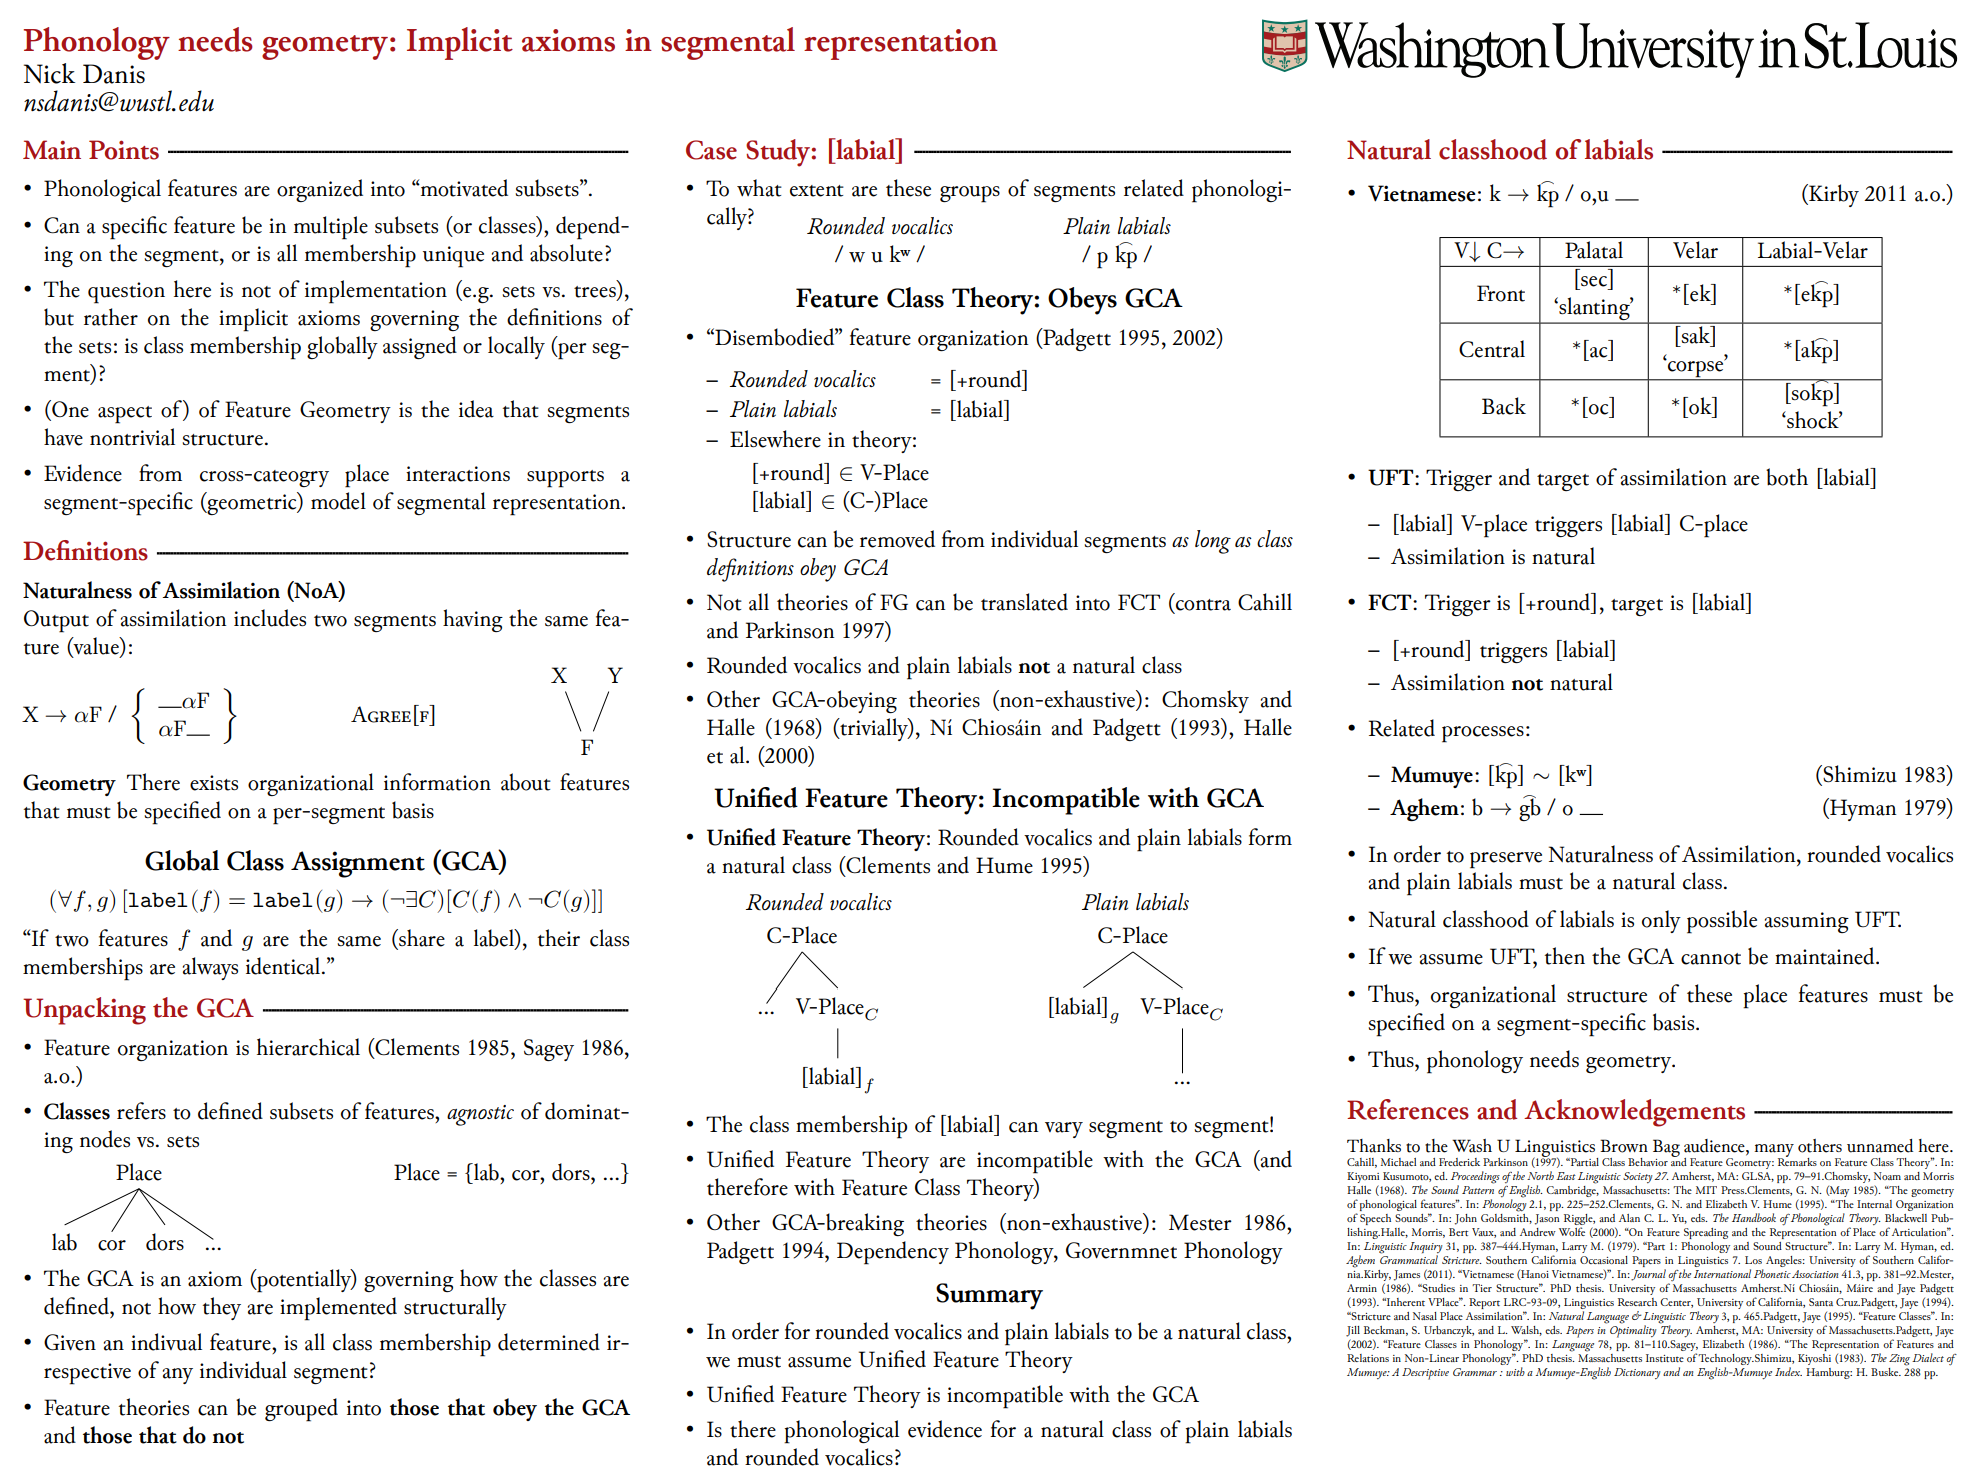 Phonology needs geometry: Implicit axioms in segmental representation
Nick Danis
nsdanis@wustl.edu
Washington University in St. Louis
Main Points
• Phonological features are organized into “motivated subsets”.
• Can a specific feature be in multiple subsets (or classes), depend-
ing on the segment, or is all membership unique and absolute?
• The question here is not of implementation (e.g. sets vs. trees),
but rather on the implicit axioms governing the definitions of
the sets: is class membership globally assigned or locally (per seg-
ment)?
• (One aspect of) of Feature Geometry is the idea that segments
have nontrivial structure.
• Evidence from cross-cateogry place interactions supports a
segment-specific (geometric) model of segmental representation.
Definitions
Naturalness of Assimilation (NoA)
Output of assimilation includes two segments having the same fea-
ture (value):
X → αF / { __αF
αF__ }
AGREE[F]
X Y
F
Geometry There exists organizational information about features
that must be specified on a per-segment basis
Global Class Assignment (GCA)
(∀f, g) [label(f) = label(g) → (¬∃C)[C(f) ∧ ¬C(g)]]
“If two features f and g are the same (share a label), their class
memberships are always identical.”
Unpacking the GCA
• Feature organization is hierarchical (Clements 1985, Sagey 1986,
a.o.)
• Classes refers to defined subsets of features, agnostic of dominat-
ing nodes vs. sets
Place Place = {lab, cor, dors, ...}
lab cor dors ...
• The GCA is an axiom (potentially) governing how the classes are
defined, not how they are implemented structurally
• Given an indivual feature, is all class membership determined ir-
respective of any individual segment?
• Feature theories can be grouped into those that obey the GCA
and those that do not
Case Study: [labial]
• To what extent are these groups of segments related phonologi-
cally?
Rounded vocalics Plain labials
/ w u kʷ / / p k͡p /
Feature Class Theory: Obeys GCA
• “Disembodied” feature organization (Padgett 1995, 2002)
– Rounded vocalics = [+round]
– Plain labials = [labial]
– Elsewhere in theory:
[+round] ∈ V-Place
[labial] ∈ (C-)Place
• Structure can be removed from individual segments as long as class
definitions obey GCA
• Not all theories of FG can be translated into FCT (contra Cahill
and Parkinson 1997)
• Rounded vocalics and plain labials not a natural class
• Other GCA-obeying theories (non-exhaustive): Chomsky and
Halle (1968) (trivially), Ní Chiosáin and Padgett (1993), Halle
et al. (2000)
Unified Feature Theory: Incompatible with GCA
• Unified Feature Theory: Rounded vocalics and plain labials form
a natural class (Clements and Hume 1995)
Rounded vocalics Plain labials
C-Place C-Place
... V-Place_C [labial]_g V-Place_C
[labial]_f ...
• The class membership of [labial] can vary segment to segment!
• Unified Feature Theory are incompatible with the GCA (and
therefore with Feature Class Theory)
• Other GCA-breaking theories (non-exhaustive): Mester 1986,
Padgett 1994, Dependency Phonology, Governmnet Phonology
Summary
• In order for rounded vocalics and plain labials to be a natural class,
we must assume Unified Feature Theory
• Unified Feature Theory is incompatible with the GCA
• Is there phonological evidence for a natural class of plain labials
and rounded vocalics?
Natural classhood of labials
• Vietnamese: k → k͡p / o,u __ (Kirby 2011 a.o.)
V↓ C→ Palatal Velar Labial-Velar
Front [sec] ‘slanting’ *[ek] *[ek͡p]
Central *[ac] [sak] ‘corpse’ *[ak͡p]
Back *[oc] *[ok] [sok͡p] ‘shock’
• UFT: Trigger and target of assimilation are both [labial]
– [labial] V-place triggers [labial] C-place
– Assimilation is natural
• FCT: Trigger is [+round], target is [labial]
– [+round] triggers [labial]
– Assimilation not natural
• Related processes:
– Mumuye: [k͡p] ∼ [kʷ] (Shimizu 1983)
– Aghem: b → g͡b / o __ (Hyman 1979)
• In order to preserve Naturalness of Assimilation, rounded vocalics
and plain labials must be a natural class.
• Natural classhood of labials is only possible assuming UFT.
• If we assume UFT, then the GCA cannot be maintained.
• Thus, organizational structure of these place features must be
specified on a segment-specific basis.
• Thus, phonology needs geometry.
References and Acknowledgements
Thanks to the Wash U Linguistics Brown Bag audience, many others unnamed here.
Cahill, Michael and Frederick Parkinson (1997). “Partial Class Behavior and Feature Geometry: Remarks on Feature Class Theory”. In:
Kiyomi Kusumoto, ed. Proceedings of the North East Linguistic Society 27. Amherst, MA: GLSA, pp. 79–91.Chomsky, Noam and Morris
Halle (1968). The Sound Pattern of English. Cambridge, Massachusetts: The MIT Press.Clements, G. N. (May 1985). “The geometry
of phonological features”. In: Phonology 2.1, pp. 225–252.Clements, G. N. and Elizabeth V. Hume (1995). “The Internal Organization
of Speech Sounds”. In: John Goldsmith, Jason Riggle, and Alan C. L. Yu, eds. The Handbook of Phonological Theory. Blackwell Pub-
lishing.Halle, Morris, Bert Vaux, and Andrew Wolfe (2000). “On Feature Spreading and the Representation of Place of Articulation”.
In: Linguistic Inquiry 31, pp. 387–444.Hyman, Larry M. (1979). “Part 1: Phonology and Sound Structure”. In: Larry M. Hyman, ed.
Aghem Grammatical Stricture. Southern California Occasional Papers in Linguistics 7. Los Angeles: University of Southern Califor-
nia.Kirby, James (2011). “Vietnamese (Hanoi Vietnamese)”. In: Journal of the International Phonetic Association 41.3, pp. 381–92.Mester,
Armin (1986). “Studies in Tier Structure”. PhD thesis. University of Massachusetts Amherst.Ní Chiosáin, Máire and Jaye Padgett
(1993). “Inherent VPlace”. Report LRC-93-09, Linguistics Research Center, University of California, Santa Cruz.Padgett, Jaye (1994).
“Stricture and Nasal Place Assimilation”. In: Natural Language & Linguistic Theory 3, p. 465.Padgett, Jaye (1995). “Feature Classes”. In:
Jill Beckman, S. Urbanczyk, and L. Walsh, eds. Papers in Optimality Theory. Amherst, MA: University of Massachusetts.Padgett, Jaye
(2002). “Feature Classes in Phonology”. In: Language 78, pp. 81–110.Sagey, Elizabeth (1986). “The Representation of Features and
Relations in Non-Linear Phonology”. PhD thesis. Massachusetts Institute of Technology.Shimizu, Kiyoshi (1983). The Zing Dialect of
Mumuye: A Descriptive Grammar : with a Mumuye-English Dictionary and an English-Mumuye Index. Hamburg: H. Buske. 288 pp.